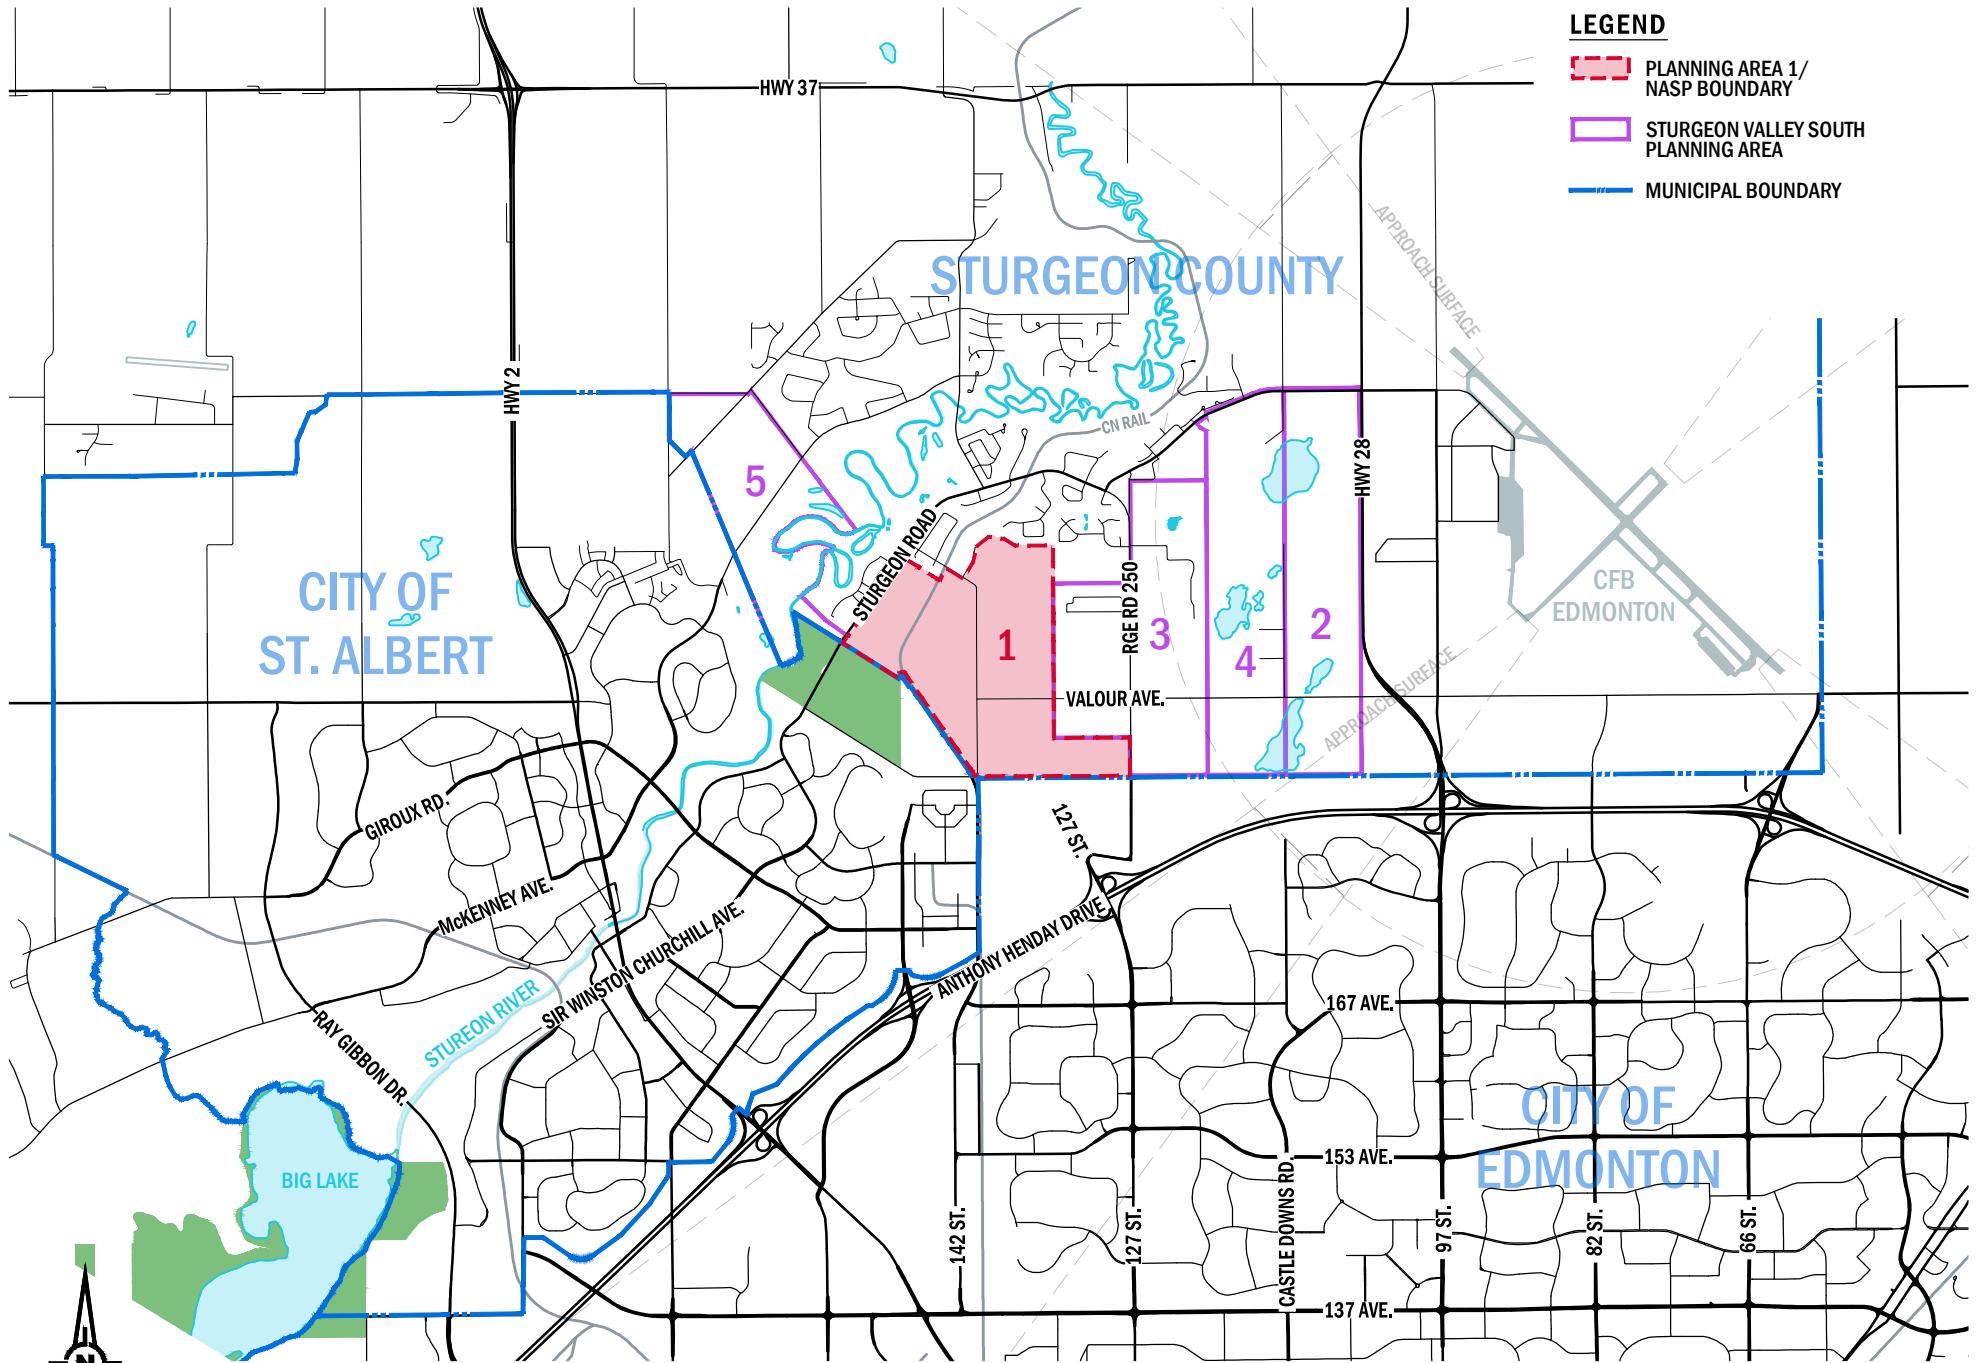 LEGEND
PLANNING AREA 1/
NASP BOUNDARY
STURGEON VALLEY SOUTH
PLANNING AREA
MUNICIPAL BOUNDARY
HWY 37
APPROACH SURFACE
STURGEON COUNTY
HWY 2
CN RAIL
HWY 28
5
STURGEON ROAD
CITY OF
ST. ALBERT
RGE RD 250
CFB
EDMONTON
1
3
2
4
VALOUR AVE.
APPROACH SURFACE
GIROUX RD.
127 ST.
McKENNEY AVE.
SIR WINSTON CHURCHILL AVE.
ANTHONY HENDAY DRIVE
STUREON RIVER
RAY GIBBON DR.
167 AVE.
CITY OF
EDMONTON
153 AVE.
BIG LAKE
142 ST.
127 ST.
CASTLE DOWNS RD.
97 ST.
82 ST.
66 ST.
137 AVE.
N